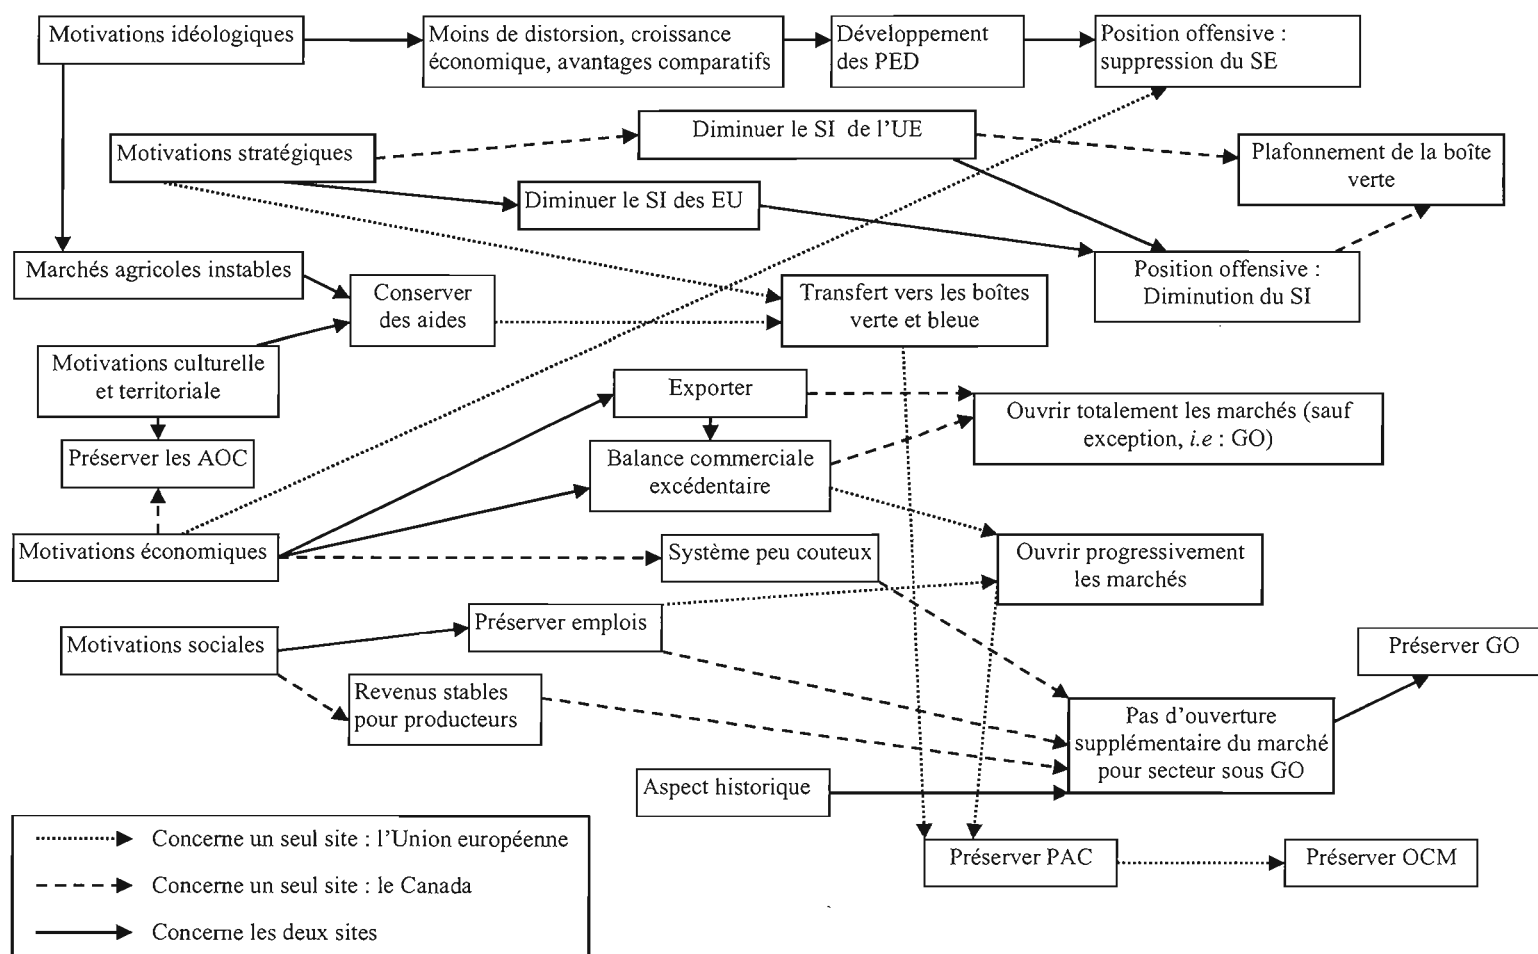 Motivations idéologiques
Moins de distorsion, croissance
économique, avantages comparatifs
Développement
des PED
Position offensive :
suppression du SE
Motivations stratégiques
Diminuer le SI de l'UE
Plafonnement de la boîte
verte
Diminuer le SI des EU
Marchés agricoles instables
Conserver
des aides
Transfert vers les boîtes
verte et bleue
Position offensive :
Diminution du SI
Motivations culturelle
et territoriale
Exporter
Ouvrir totalement les marchés (sauf
exception, i.e : GO)
Préserver les AOC
Balance commerciale
excédentaire
Motivations économiques
Système peu couteux
Ouvrir progressivement
les marchés
Motivations sociales
Préserver emplois
Préserver GO
Revenus stables
pour producteurs
Pas d'ouverture
supplémentaire du marché
pour secteur sous GO
Aspect historique
Préserver PAC
Préserver OCM
Concerne un seul site : l'Union européenne
Concerne un seul site : le Canada
Concerne les deux sites